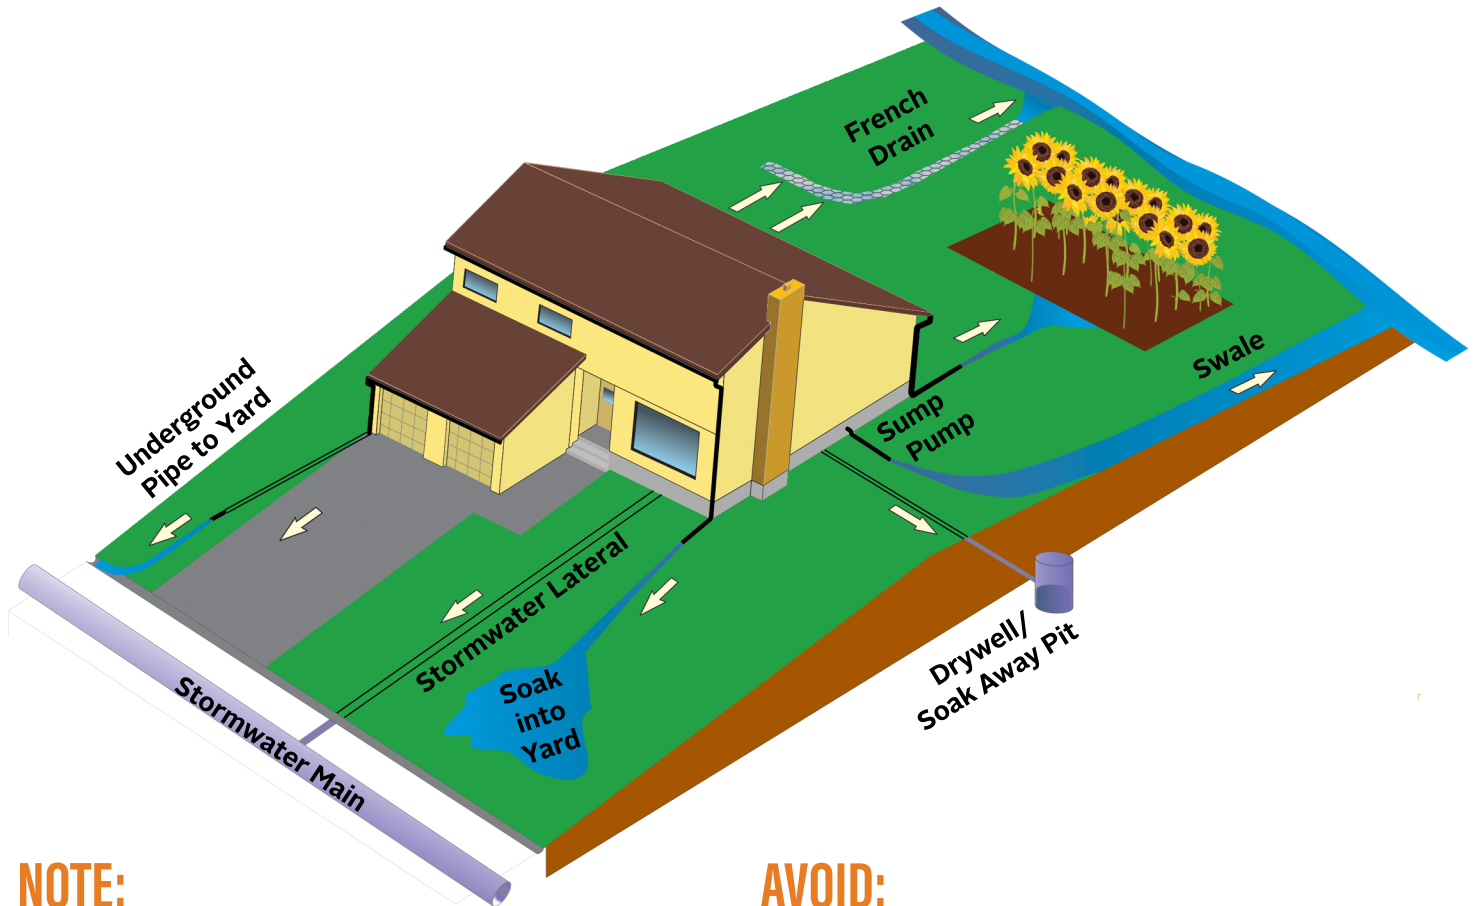 French
Drain
Swale
Underground
Pipe to Yard
Sump
Pump
Stormwater Lateral
Drywell/
Soak Away Pit
Soak
into
Yard
Stormwater Main
NOTE:
AVOID: